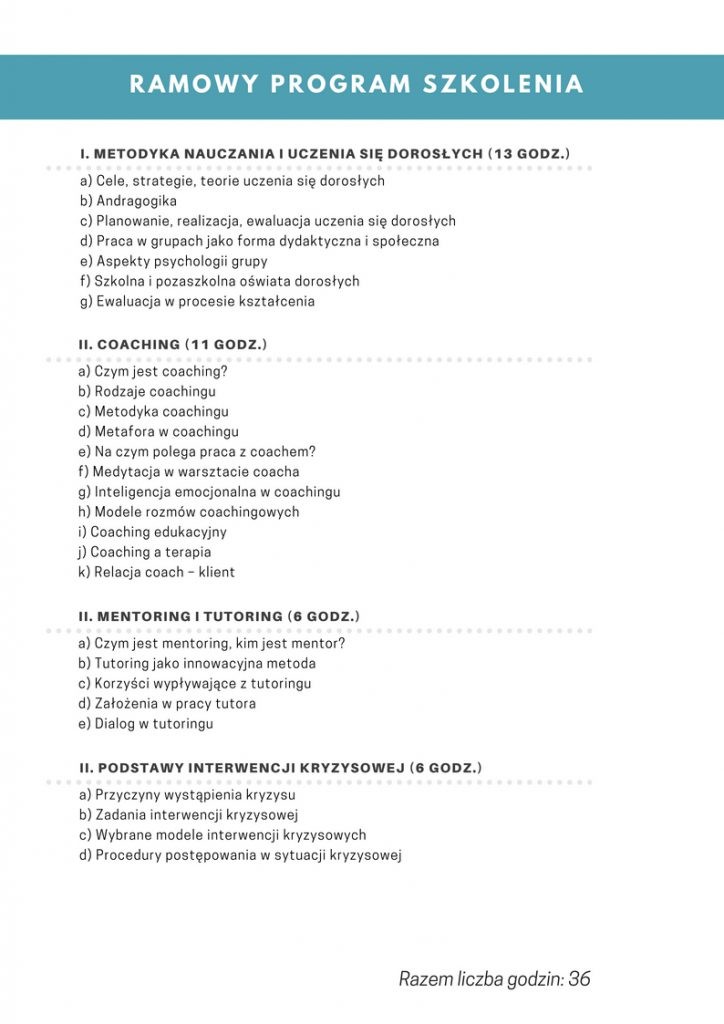 RAMOWY PROGRAM SZKOLENIA
I. METODYKA NAUCZANIA I UCZENIA SIĘ DOROSŁYCH (13 GODZ.)
a) Cele, strategie, teorie uczenia się dorosłych
b) Andragogika
c) Planowanie, realizacja, ewaluacja uczenia się dorosłych
d) Praca w grupach jako forma dydaktyczna i społeczna
e) Aspekty psychologii grupy
f) Szkolna i pozaszkolna oświata dorosłych
g) Ewaluacja w procesie kształcenia
II. COACHING (11 GODZ.)
a) Czym jest coaching?
b) Rodzaje coachingu
c) Metodyka coachingu
d) Metafora w coachingu
e) Na czym polega praca z coachem?
f) Medytacja w warsztacie coacha
g) Inteligencja emocjonalna w coachingu
h) Modele rozmów coachingowych
i) Coaching edukacyjny
j) Coaching a terapia
k) Relacja coach – klient
II. MENTORING I TUTORING (6 GODZ.)
a) Czym jest mentoring, kim jest mentor?
b) Tutoring jako innowacyjna metoda
c) Korzyści wypływające z tutoringu
d) Założenia w pracy tutora
e) Dialog w tutoringu
II. PODSTAWY INTERWENCJI KRYZYSOWEJ (6 GODZ.)
a) Przyczyny wystąpienia kryzysu
b) Zadania interwencji kryzysowej
c) Wybrane modele interwencji kryzysowych
d) Procedury postępowania w sytuacji kryzysowej
Razem liczba godzin: 36